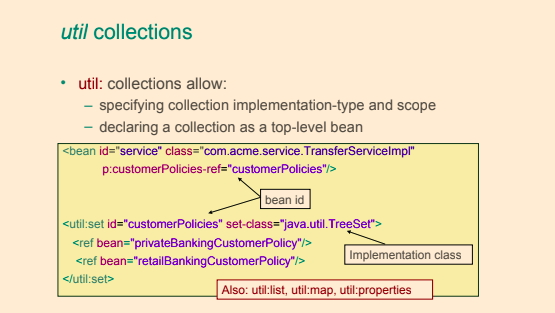 util collections
• util: collections allow:
– specifying collection implementation-type and scope
– declaring a collection as a top-level bean
<bean id="service" class="com.acme.service.TransferServiceImpl"
p:customerPolicies-ref="customerPolicies"/>
bean id
<util:set id="customerPolicies" set-class="java.util.TreeSet">
<ref bean="privateBankingCustomerPolicy"/>
Implementation class
<ref bean="retailBankingCustomerPolicy"/>
</util:set>
Also: util:list, util:map, util:properties